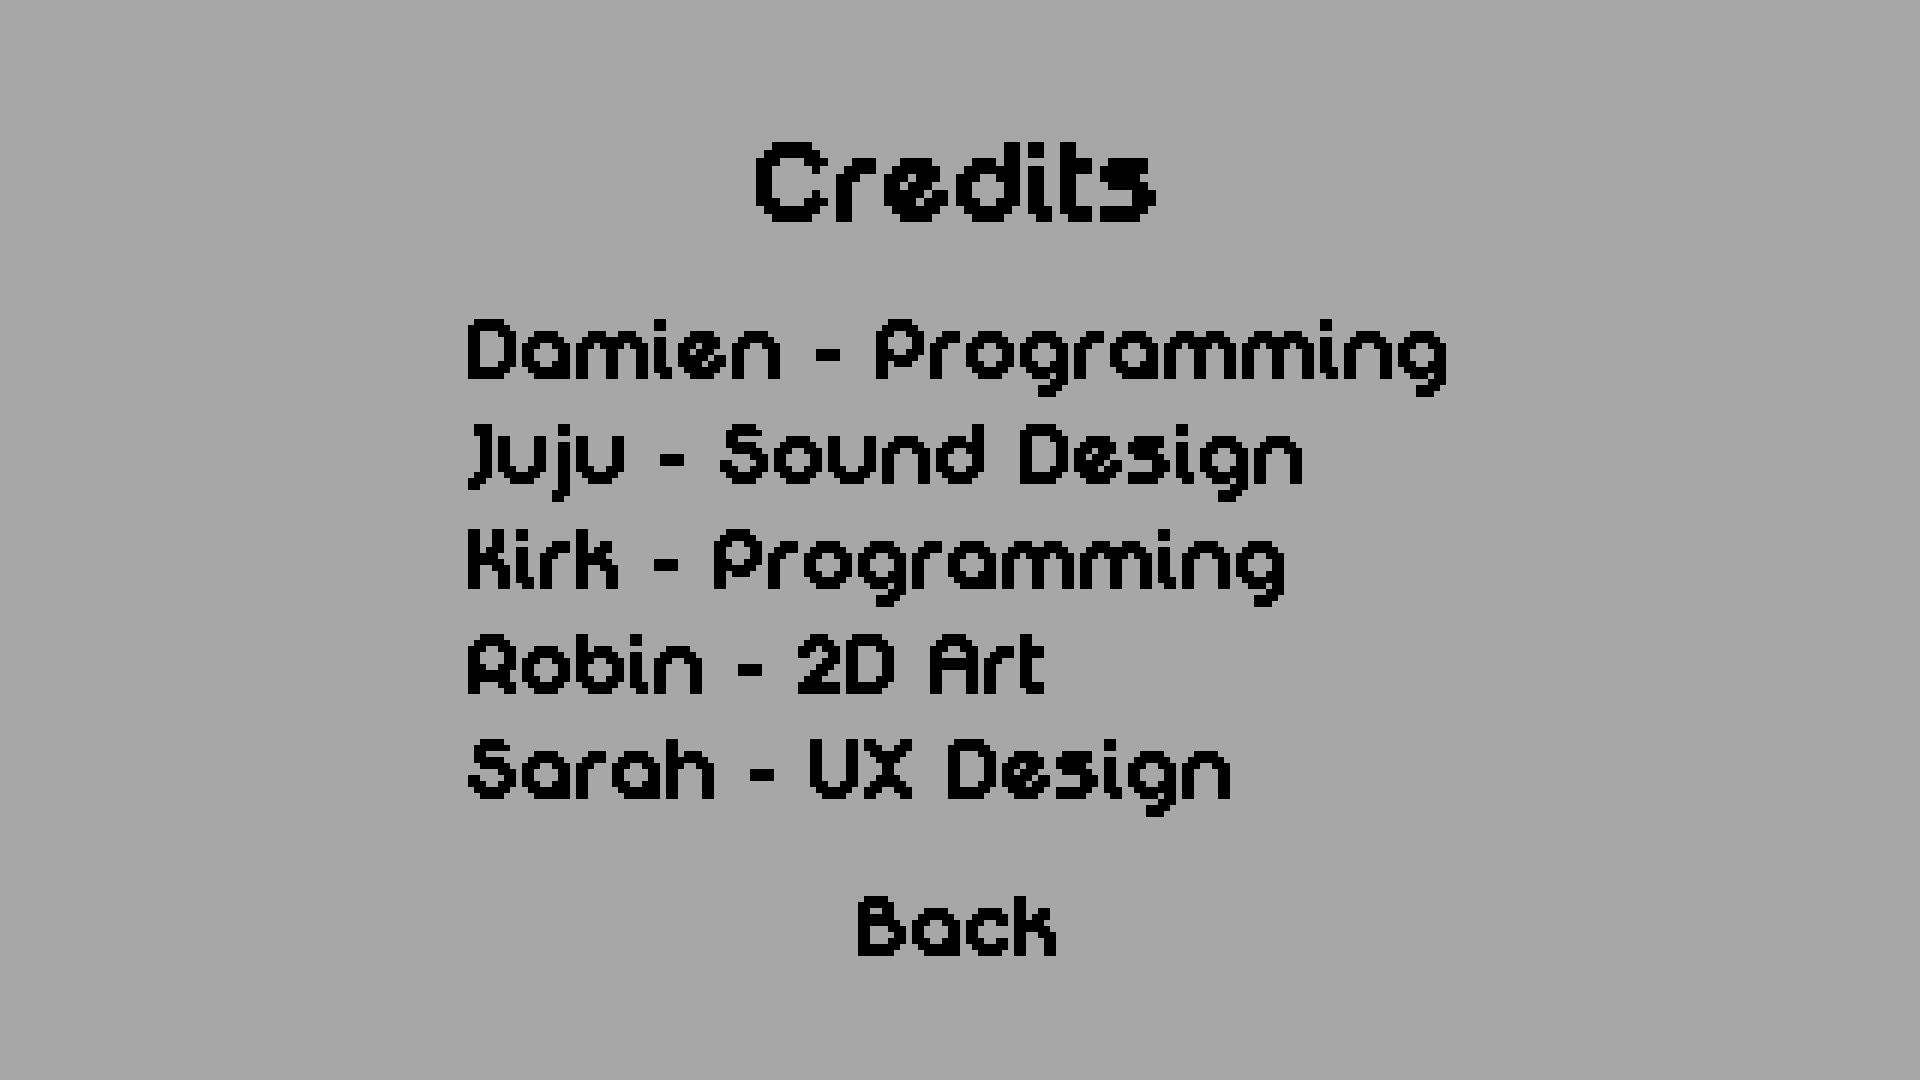 Credits
Damien - Programming
Juju - Sound Design
Kirk - Programming
Robin - 2D Art
Sarah - UX Design
Back